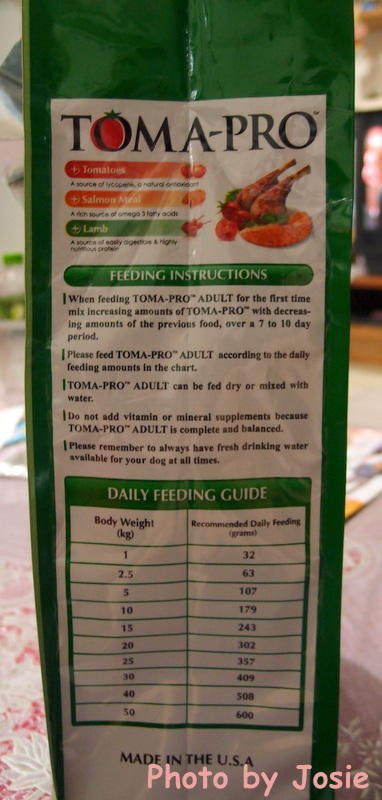 TOMA-PRO™
+ Tomatoes
A source of lycopene, a natural antioxidant
+ Salmon Meal
A rich source of omega 3 fatty acids
+ Lamb
A source of easily digestible & highly
nutritious protein
FEEDING INSTRUCTIONS
When feeding TOMA-PRO™ ADULT for the first time
mix increasing amounts of TOMA-PRO™ with decreas-
ing amounts of the previous food, over a 7 to 10 day
period.
Please feed TOMA-PRO™ ADULT according to the daily
feeding amounts in the chart.
TOMA-PRO™ ADULT can be fed dry or mixed with
water.
Do not add vitamin or mineral supplements because
TOMA-PRO™ ADULT is complete and balanced.
Please remember to always have fresh drinking water
available for your dog at all times.
DAILY FEEDING GUIDE
Body Weight Recommended Daily Feeding
(kg) (grams)
1 32
2.5 63
5 107
10 179
15 243
20 302
25 357
30 409
40 508
50 600
MADE IN THE U.S.A
Photo by Josie